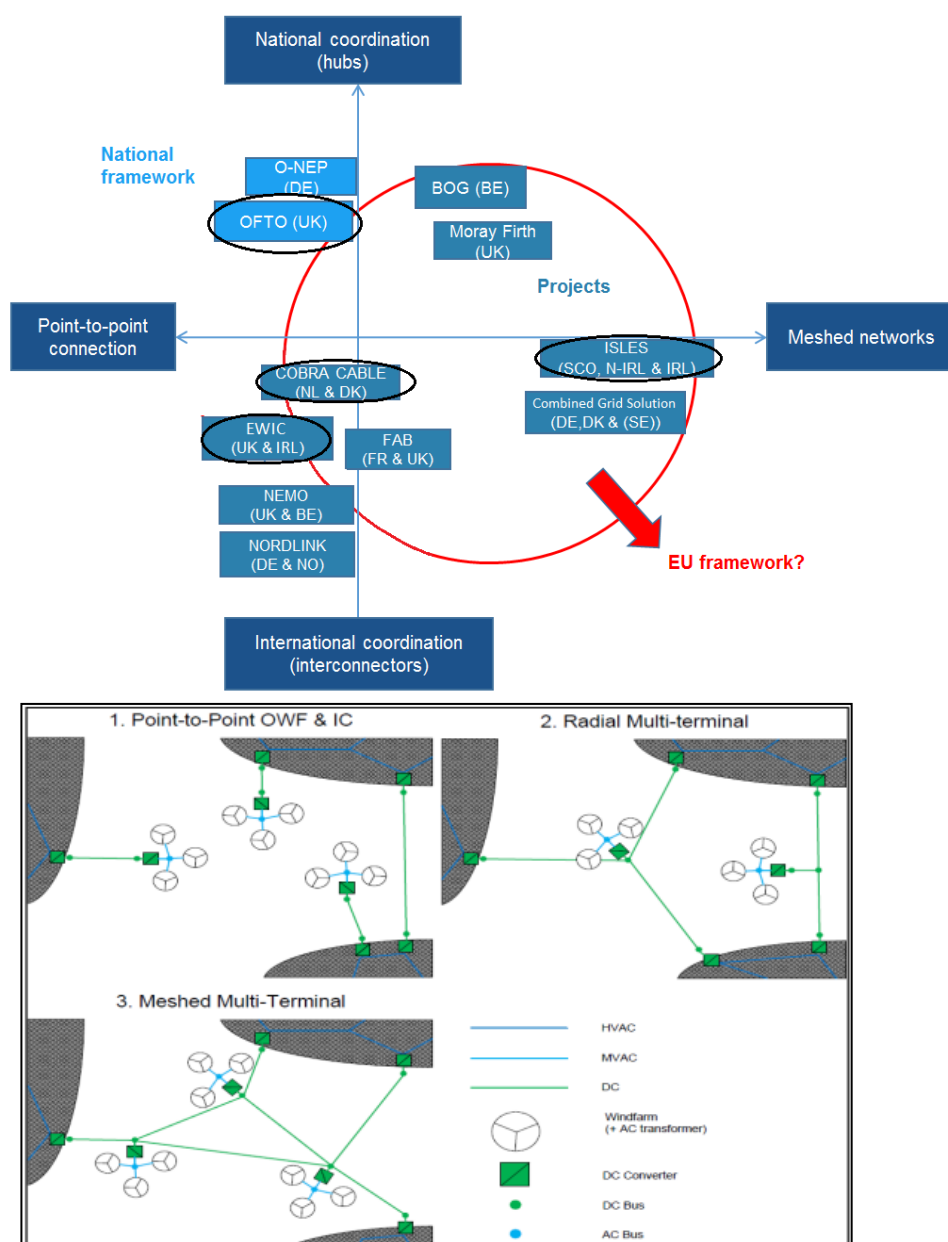 National coordination
(hubs)
National
framework
O-NEP
(DE)
OFTO (UK)
BOG (BE)
Moray Firth
(UK)
Projects
Point-to-point
connection
Meshed networks
ISLES
(SCO, N-IRL & IRL)
COBRA CABLE
(NL & DK)
Combined Grid Solution
(DE,DK & (SE))
EWIC
(UK & IRL)
FAB
(FR & UK)
NEMO
(UK & BE)
NORDLINK
(DE & NO)
EU framework?
International coordination
(interconnectors)
1. Point-to-Point OWF & IC
2. Radial Multi-terminal
3. Meshed Multi-Terminal
HVAC
MVAC
DC
Windfarm
(+ AC transformer)
DC Converter
DC Bus
AC Bus